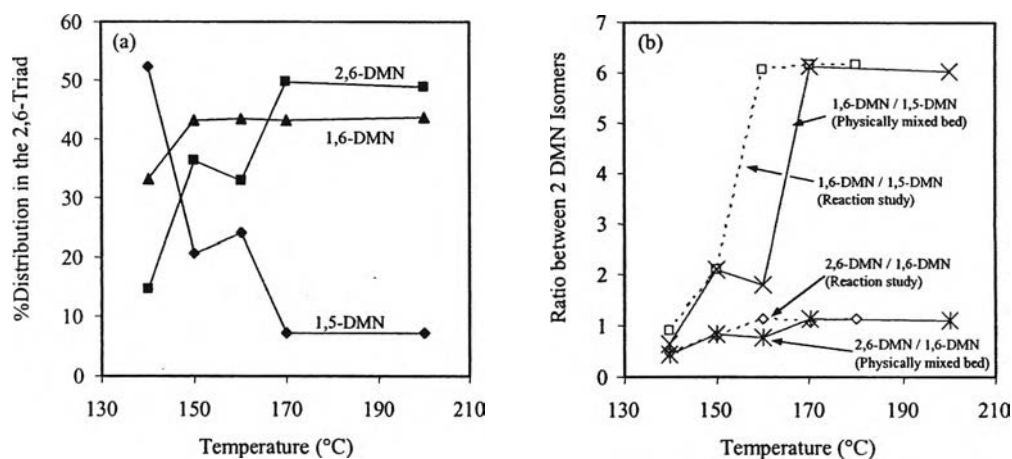 (a)
%Distribution in the 2,6-Triad
60
50
40
30
20
10
0
2,6-DMN
1,6-DMN
1,5-DMN
130
150
170
190
210
Temperature (°C)
(b)
Ratio between 2 DMN Isomers
7
6
5
4
3
2
1
0
1,6-DMN / 1,5-DMN
(Physically mixed bed)
1,6-DMN / 1,5-DMN
(Reaction study)
2,6-DMN / 1,6-DMN
(Reaction study)
2,6-DMN / 1,6-DMN
(Physically mixed bed)
130
150
170
190
210
Temperature (°C)